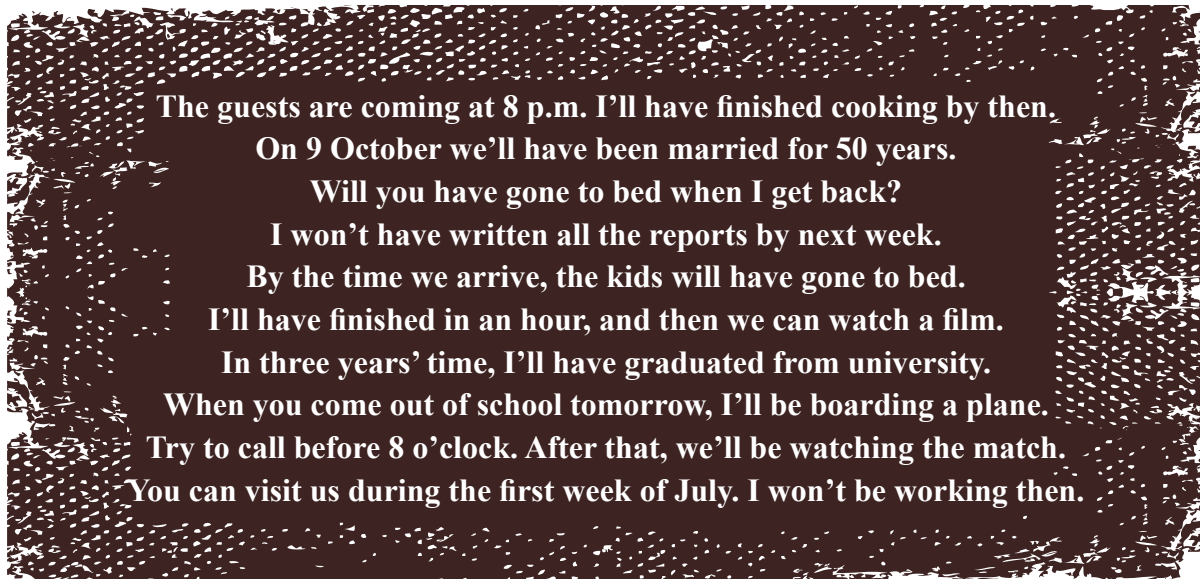 The guests are coming at 8 p.m. I’ll have finished cooking by then.
On 9 October we’ll have been married for 50 years.
Will you have gone to bed when I get back?
I won’t have written all the reports by next week.
By the time we arrive, the kids will have gone to bed.
I’ll have finished in an hour, and then we can watch a film.
In three years’ time, I’ll have graduated from university.
When you come out of school tomorrow, I’ll be boarding a plane.
Try to call before 8 o’clock. After that, we’ll be watching the match.
You can visit us during the first week of July. I won’t be working then.